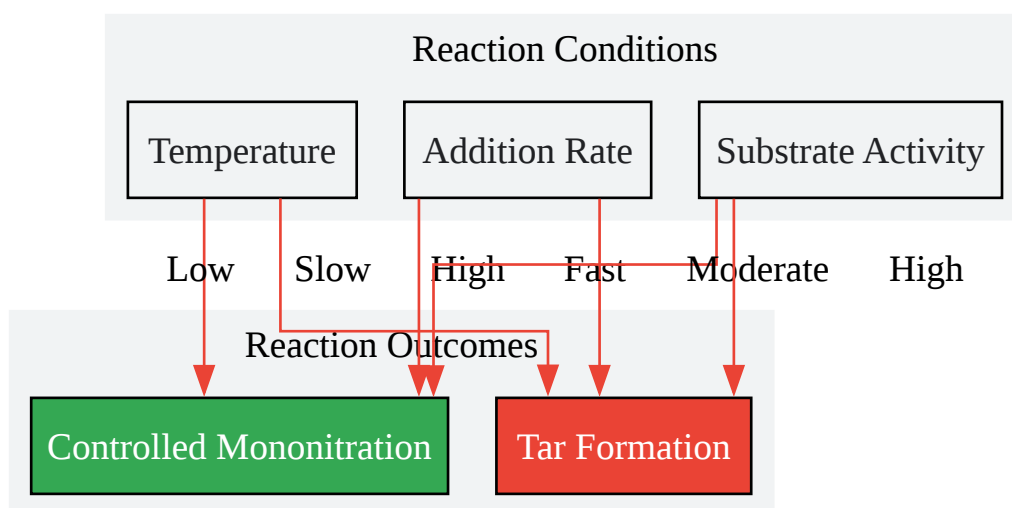 Reaction Conditions
Temperature
Addition Rate
Substrate Activity
Low
Slow
High
Fast
Moderate
High
Reaction Outcomes
Controlled Mononitration
Tar Formation